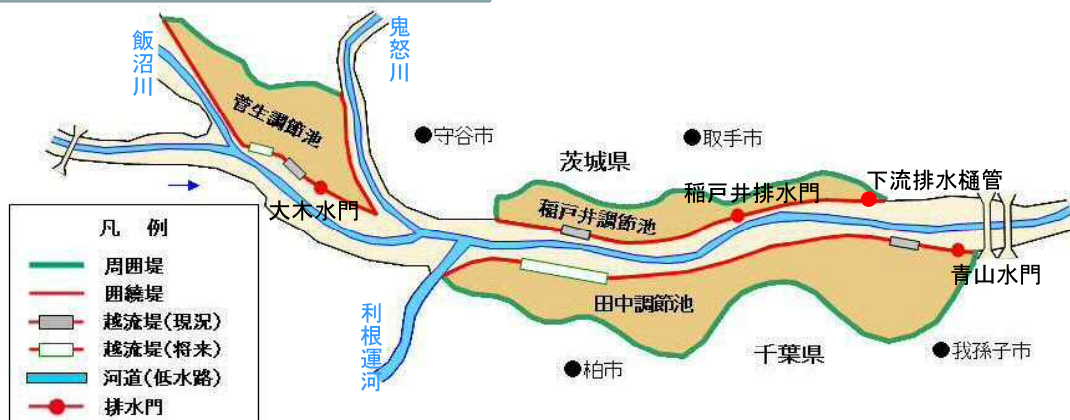 飯沼川
鬼怒川
菅生調節池
守谷市
取手市
茨城県
大木水門
稲戸井調節池
稲戸井排水門
下流排水樋管
青山水門
田中調節池
利根運河
千葉県
柏市
我孫子市
凡 例
周囲堤
囲繞堤
越流堤(現況)
越流堤(将来)
河道(低水路)
排水門